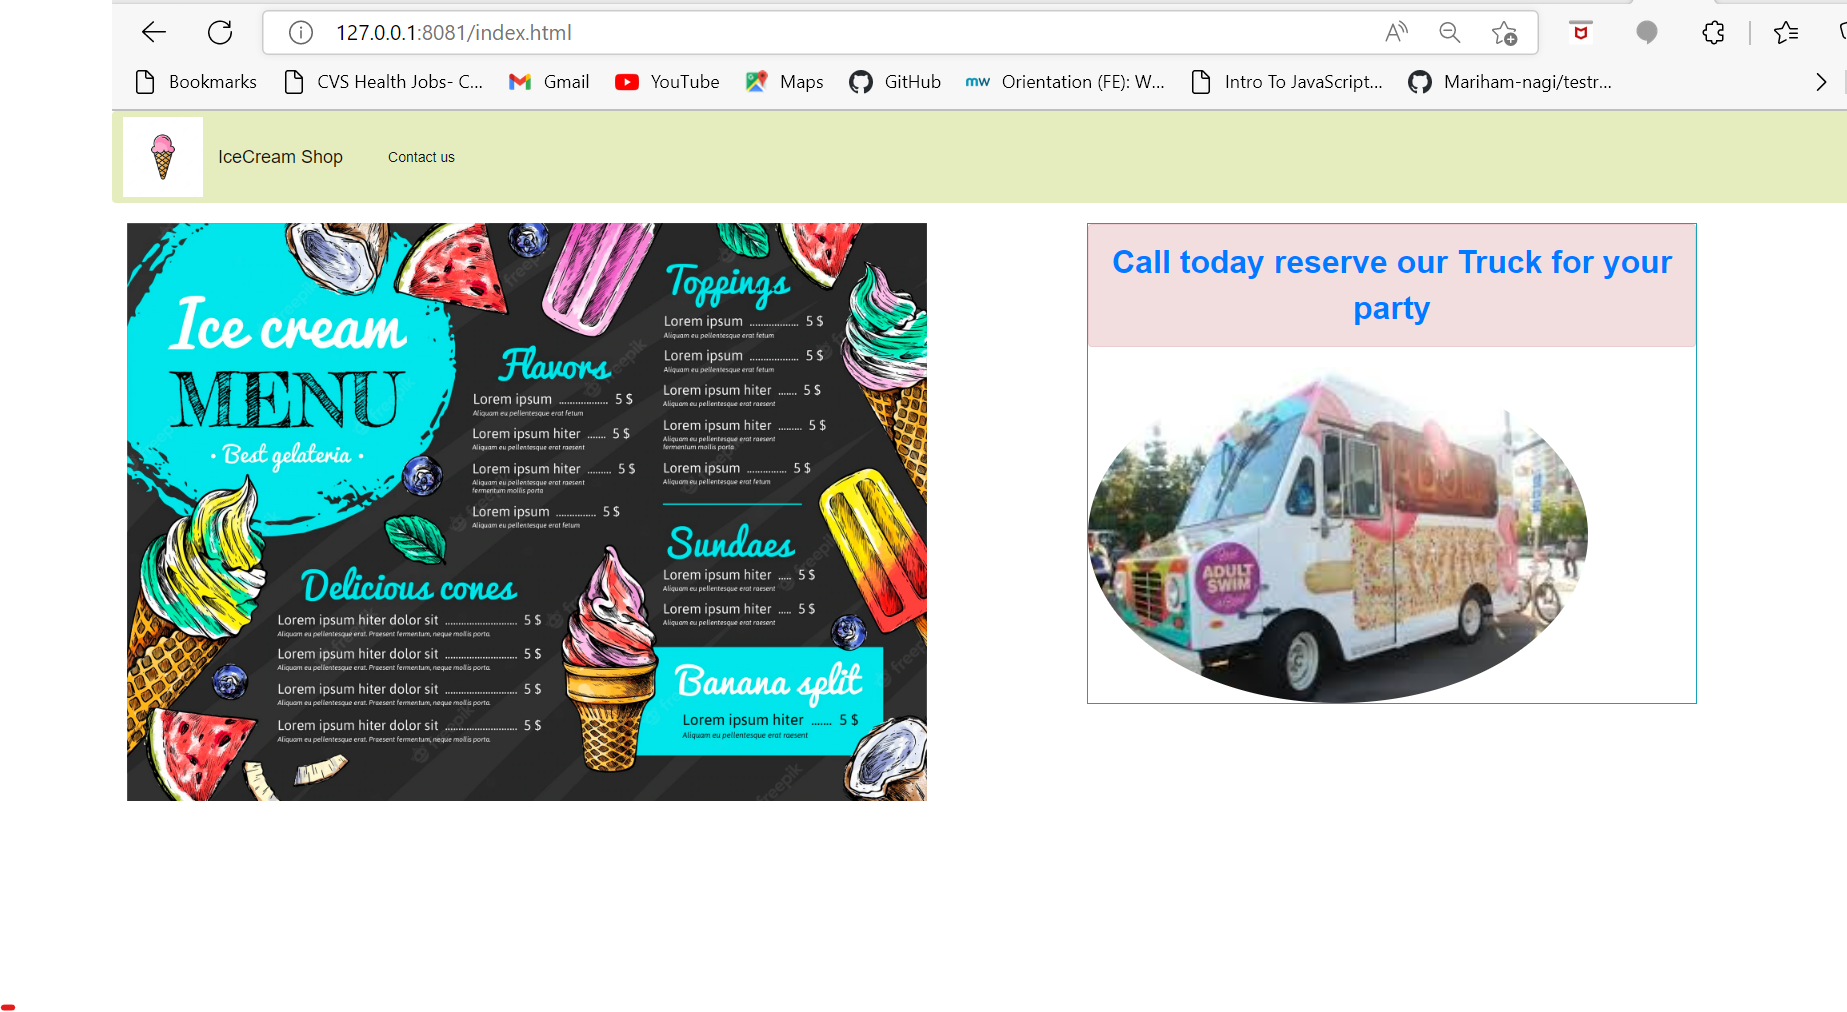 127.0.0.1:8081/index.html
Bookmarks
CVS Health Jobs- C...
Gmail
YouTube
Maps
GitHub
mw Orientation (FE): W...
Intro To JavaScript...
Mariham-nagi/testr...
IceCream Shop
Contact us
Ice cream
MENU
• Best gelateria •
Flavors
Lorem ipsum .................. 5 $
Aliquam eu pellentesque erat fetum
Lorem ipsum hiter ....... 5 $
Aliquam eu pellentesque erat raesent
Lorem ipsum hiter ......... 5 $
Aliquam eu pellentesque erat raesent
fermentum mollis porta
Lorem ipsum ............... 5 $
Aliquam eu pellentesque erat fetum
Toppings
Lorem ipsum .................. 5 $
Aliquam eu pellentesque erat fetum
Lorem ipsum .................. 5 $
Aliquam eu pellentesque erat fetum
Lorem ipsum hiter ....... 5 $
Aliquam eu pellentesque erat raesent
Lorem ipsum hiter ......... 5 $
Aliquam eu pellentesque erat raesent
fermentum mollis porta
Lorem ipsum ............... 5 $
Aliquam eu pellentesque erat fetum
Sundaes
Lorem ipsum hiter ..... 5 $
Aliquam eu pellentesque erat raesent
Lorem ipsum hiter ..... 5 $
Aliquam eu pellentesque erat raesent
Delicious cones
Lorem ipsum hiter dolor sit .......................... 5 $
Aliquam eu pellentesque erat. Praesent fermentum, neque mollis porta.
Lorem ipsum hiter dolor sit .......................... 5 $
Aliquam eu pellentesque erat. Praesent fermentum, neque mollis porta.
Lorem ipsum hiter dolor sit .......................... 5 $
Aliquam eu pellentesque erat. Praesent fermentum, neque mollis porta.
Lorem ipsum hiter dolor sit .......................... 5 $
Aliquam eu pellentesque erat. Praesent fermentum, neque mollis porta.
Banana split
Lorem ipsum hiter ....... 5 $
Aliquam eu pellentesque erat raesent
Call today reserve our Truck for your
party
ADULT
SWIM